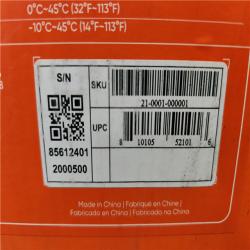 0°C~45°C (32°F~113°F)
-10°C~45°C (14°F~113°F)
S/N
SKU
21-0001-000001
UPC
8 10105 52101 6
85612401
2000500
Made in China / Fabriqué en Chine /
Fabricado en China / Fabricado na China